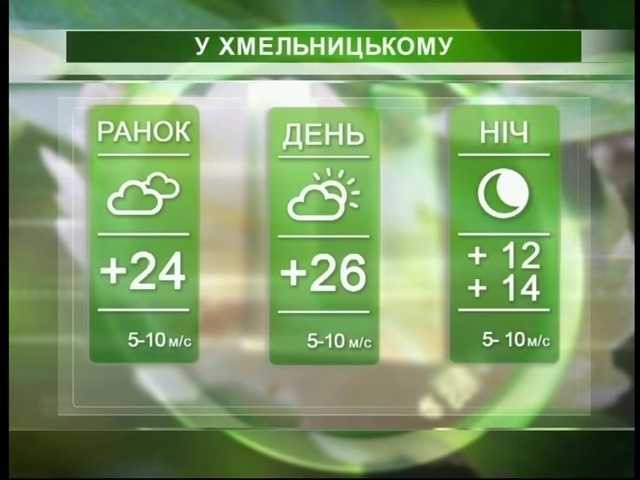 У ХМЕЛЬНИЦЬКОМУ
РАНОК
+24
5-10 м/с
ДЕНЬ
+26
5-10 м/с
НІЧ
+ 12
+ 14
5- 10 м/с